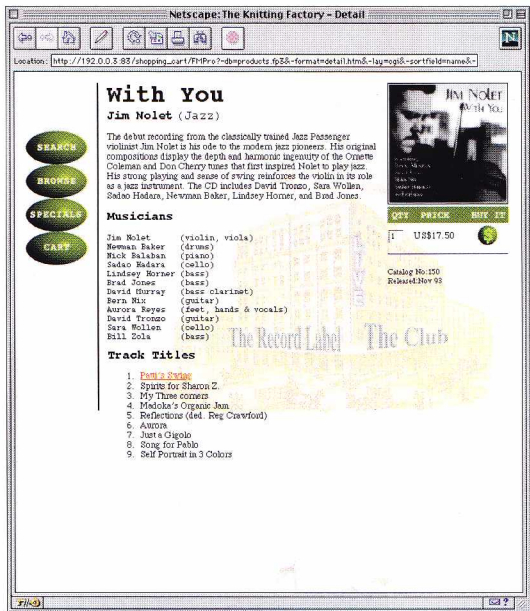 Netscape: The Knitting Factory – Detail
N
Location: http://192.0.0.3:83/shopping_cart/FMPro?-db=products.fp3&-format=detail.htm&-lay=cgi&-sortfield=name&-
With You
Jim Nolet (Jazz)
The debut recording from the classically trained Jazz Passenger
violinist Jim Nolet is his ode to the modern jazz pioneers. His original
compositions display the depth and harmonic ingenuity of the Ornette
Coleman and Don Cherry tunes that first inspired Nolet to play jazz.
His strong playing and sense of swing reinforces the violin in its role
as a jazz instrument. The CD includes David Tronzo, Sara Wollen,
Sadao Hadara, Newman Baker, Lindsey Horner, and Brad Jones.
SEARCH
BROWSE
SPECIALS
CART
JIM NOLET
With You
QTY PRICE BUY IT
1 US$17.50 $
Catalog No:150
Released:Nov 93
Musicians
Jim Nolet (violin, viola)
Newman Baker (drums)
Nick Balaban (piano)
Sadao Hadara (cello)
Lindsey Horner (bass)
Brad Jones (bass)
David Murray (bass clarinet)
Bern Nix (guitar)
Aurora Reyes (feet, hands & vocals)
David Tronzo (guitar)
Sara Wollen (cello)
Bill Zola (bass)
LIVE
The Record Label The Club
Track Titles
1. Patti's Swing
2. Spirits for Sharon Z.
3. My Three corners
4. Madoka's Organic Jam
5. Reflections (ded. Reg Crawford)
6. Aurora
7. Just a Gigolo
8. Song for Pablo
9. Self Portrait in 3 Colors
?